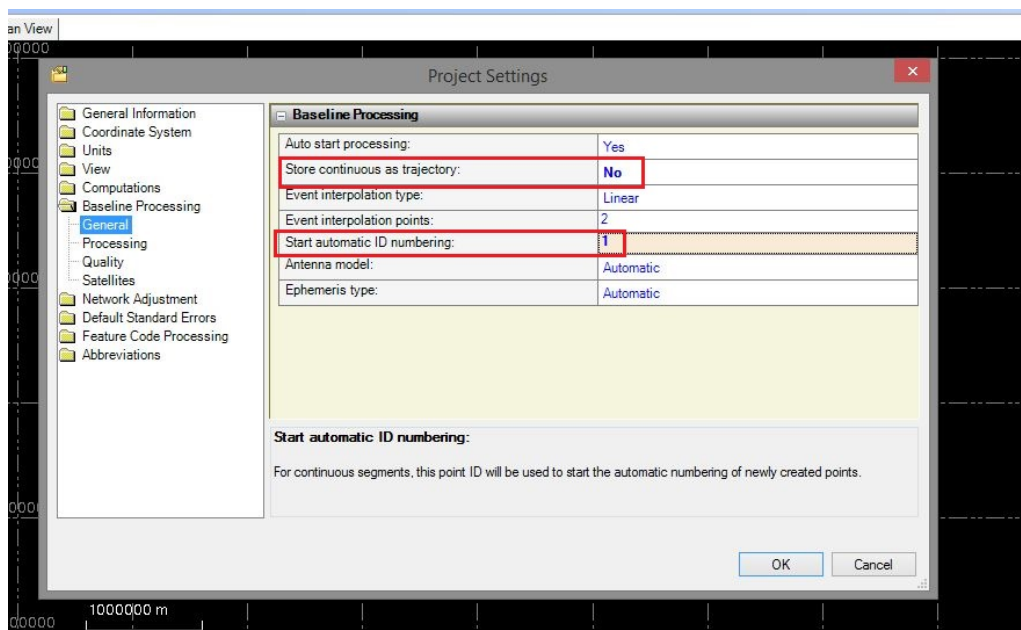 an View
00000
Project Settings
General Information
Coordinate System
Units
View
Computations
Baseline Processing
General
Processing
Quality
Satellites
Network Adjustment
Default Standard Errors
Feature Code Processing
Abbreviations
Baseline Processing
Auto start processing: Yes
Store continuous as trajectory: No
Event interpolation type: Linear
Event interpolation points: 2
Start automatic ID numbering: 1
Antenna model: Automatic
Ephemeris type: Automatic
Start automatic ID numbering:
For continuous segments, this point ID will be used to start the automatic numbering of newly created points.
OK Cancel
1000000 m
00000